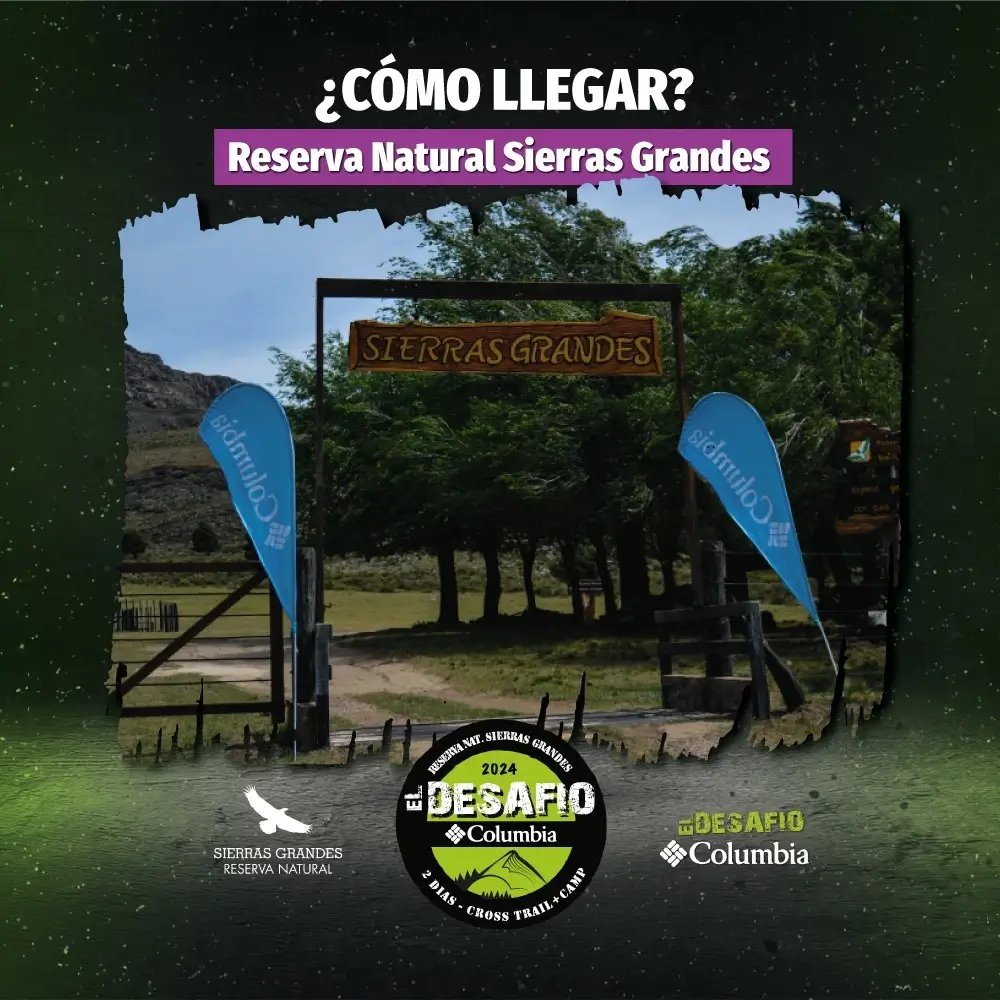 ¿CÓMO LLEGAR?
Reserva Natural Sierras Grandes
SIERRAS GRANDES
Columbia
Columbia
RESERVA NAT. SIERRAS GRANDES
2024
EL DESAFIO
Columbia
2 DIAS - CROSS TRAIL + CAMP
SIERRAS GRANDES
RESERVA NATURAL
EL DESAFIO
Columbia